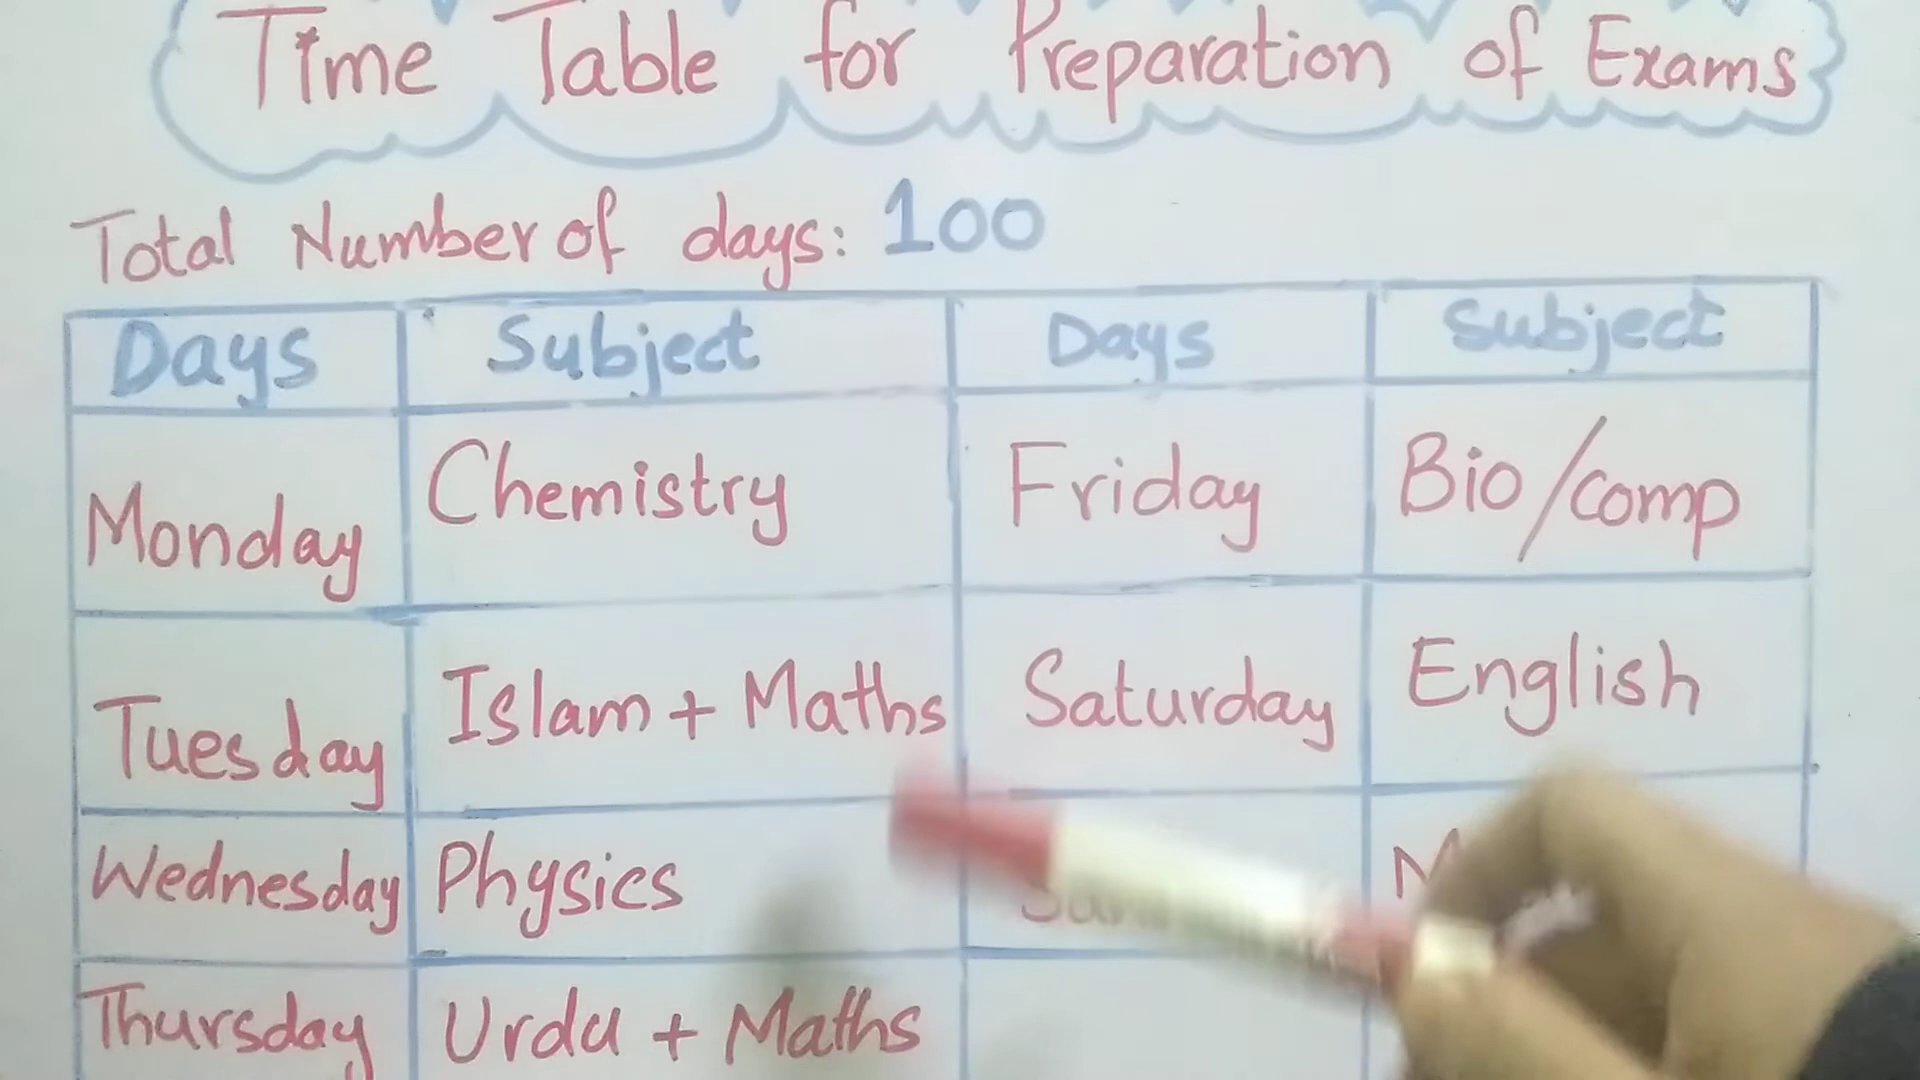 Time Table for Preparation of Exams
Total Number of days: 100
Days Subject Days Subject
Monday Chemistry Friday Bio/comp
Tuesday Islam + Maths Saturday English
Wednesday Physics
Thursday Urdu + Maths